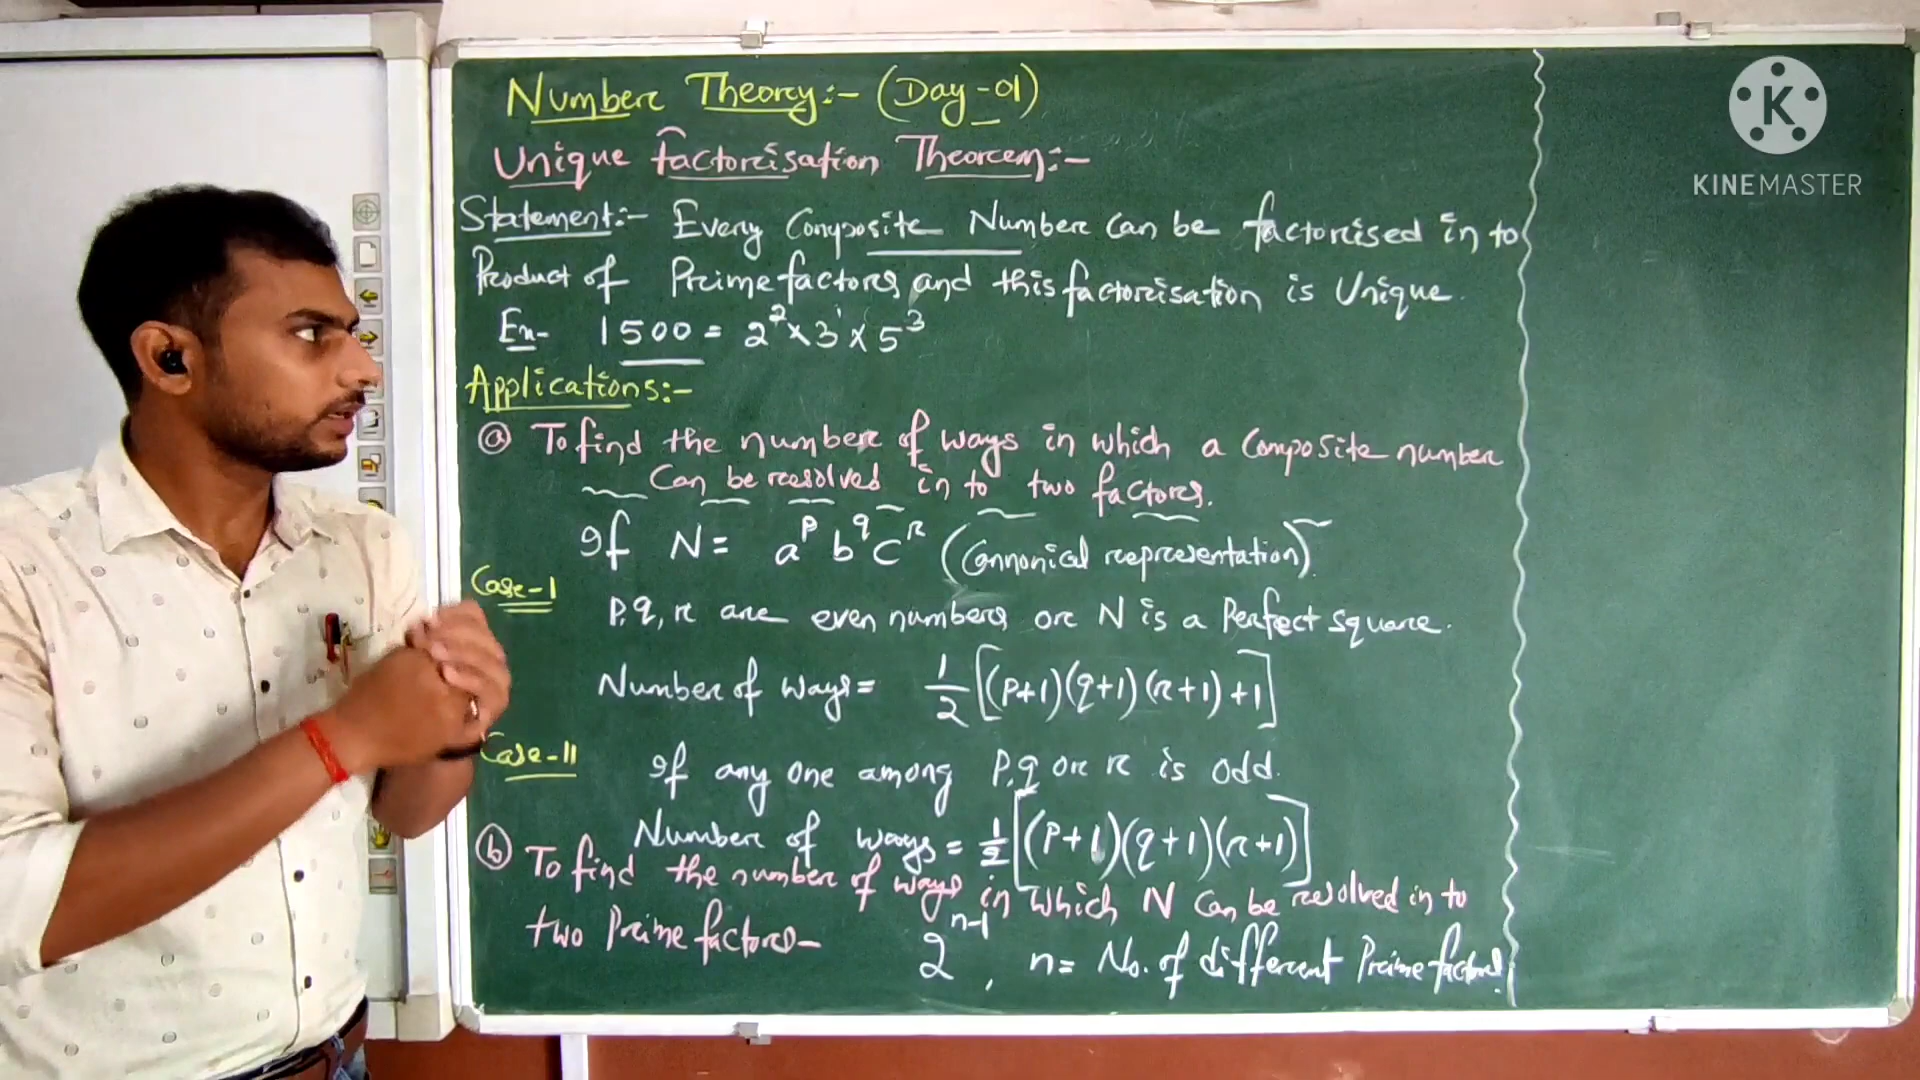 Number Theory:- (Day-01)
Unique factorisation Theorem:-
Statement:- Every Composite Number can be factorised in to
Product of Prime factors and this factorisation is Unique.
Ex- 1500 = 2² × 3¹ × 5³
Applications:-
(a) To find the number of ways in which a Composite number
Can be resolved in to two factors.
If N = a^p b^q c^r (Cannonical representation)
Case-I
p, q, r are even numbers or N is a Perfect square.
Number of ways = 1/2 [(p+1)(q+1)(r+1)+1]
Case-II If any one among p, q or r is odd.
Number of ways = 1/2 [(p+1)(q+1)(r+1)]
(b) To find the number of ways in which N can be resolved in to
two Prime factors- 2^n-1, n = No. of different Prime factors.
K
KINEMASTER